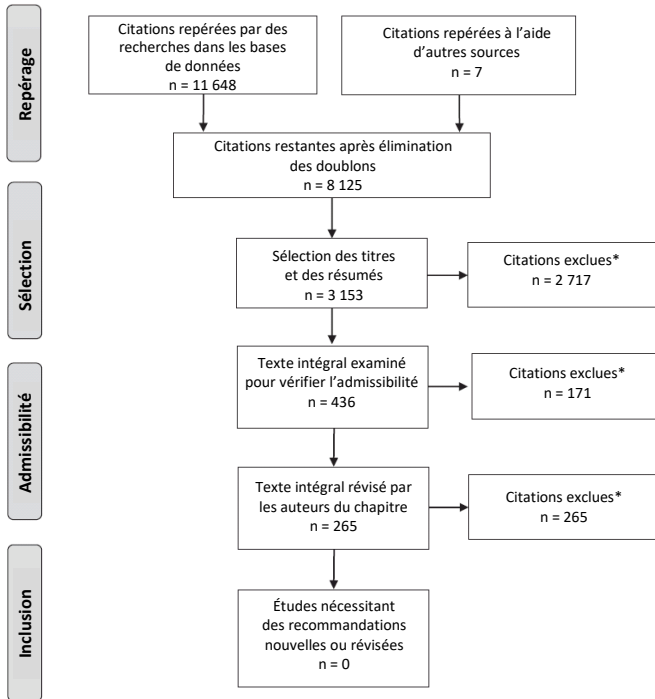 Repérage
Citations repérées par des
recherches dans les bases
de données
n = 11 648
Citations repérées à l'aide
d'autres sources
n = 7
Citations restantes après élimination
des doublons
n = 8 125
Sélection
Sélection des titres
et des résumés
n = 3 153
Citations exclues*
n = 2 717
Admissibilité
Texte intégral examiné
pour vérifier l'admissibilité
n = 436
Citations exclues*
n = 171
Texte intégral révisé par
les auteurs du chapitre
n = 265
Citations exclues*
n = 265
Inclusion
Études nécessitant
des recommandations
nouvelles ou révisées
n = 0